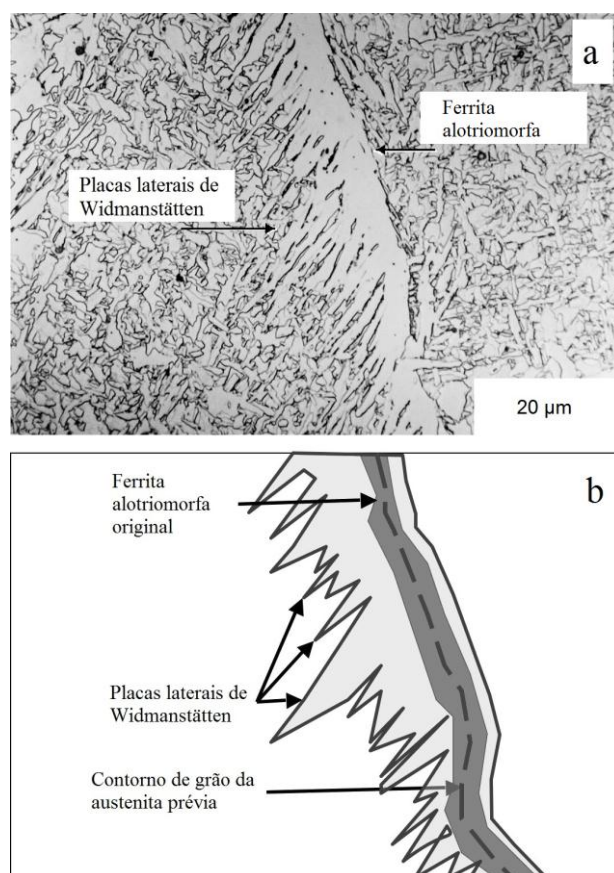 a
Ferrita
alotriomorfa
Placas laterais de
Widmanstätten
20 µm
b
Ferrita
alotriomorfa
original
Placas laterais de
Widmanstätten
Contorno de grão da
austenita prévia